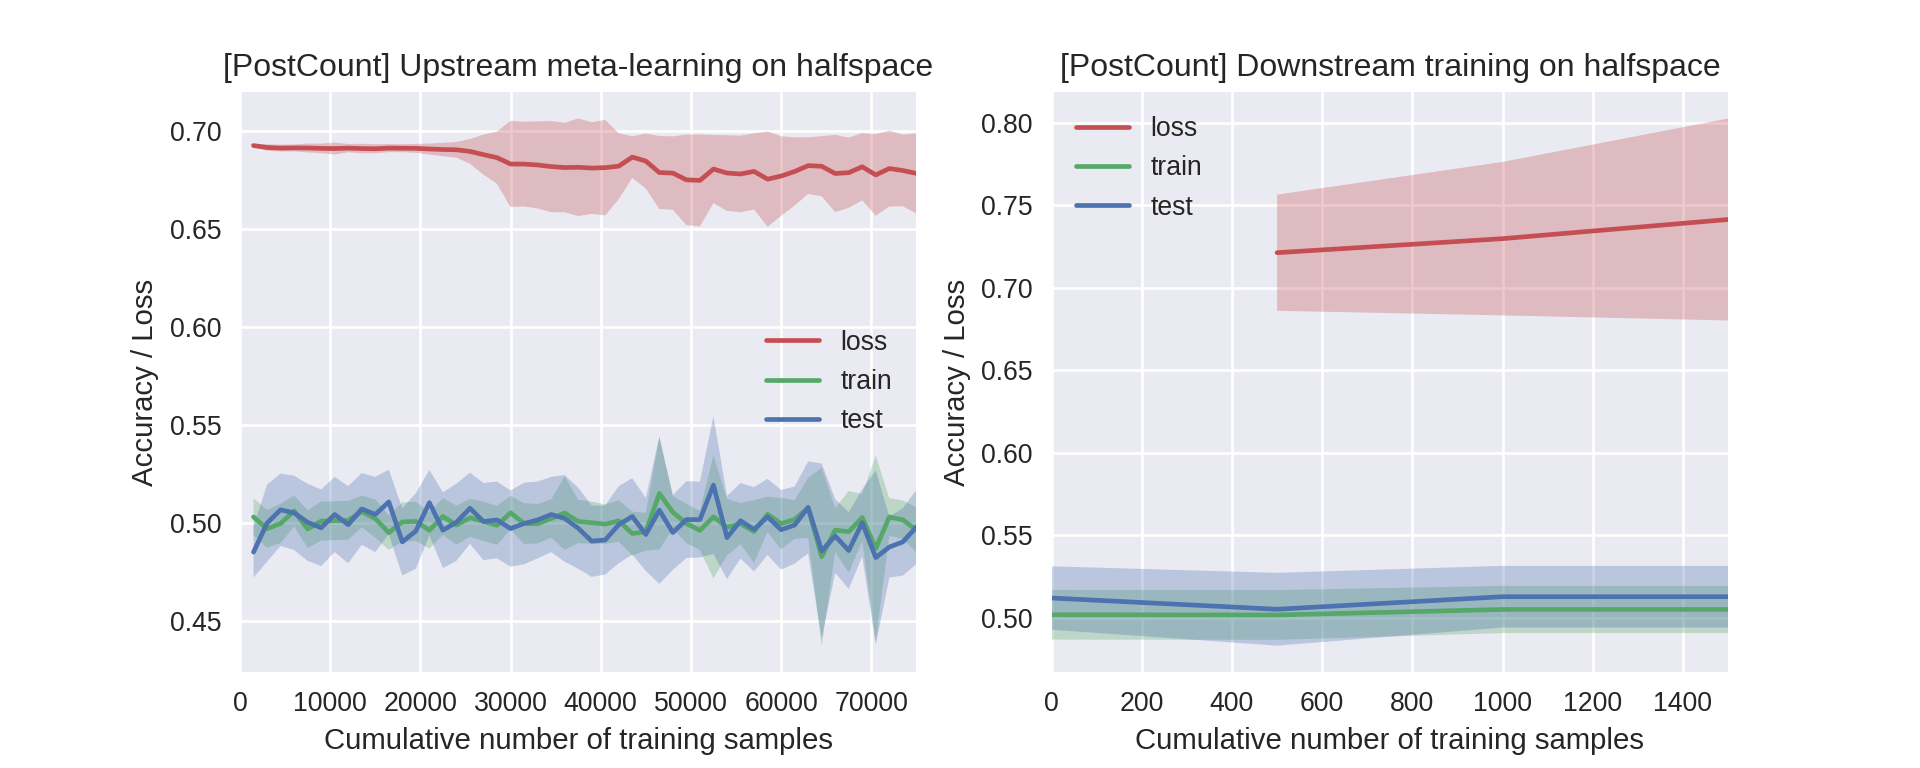 [PostCount] Upstream meta-learning on halfspace
0.70
0.65
0.60
0.55
0.50
0.45
Accuracy / Loss
loss
train
test
0 10000 20000 30000 40000 50000 60000 70000
Cumulative number of training samples
[PostCount] Downstream training on halfspace
0.80
0.75
0.70
0.65
0.60
0.55
0.50
Accuracy / Loss
loss
train
test
0 200 400 600 800 1000 1200 1400
Cumulative number of training samples